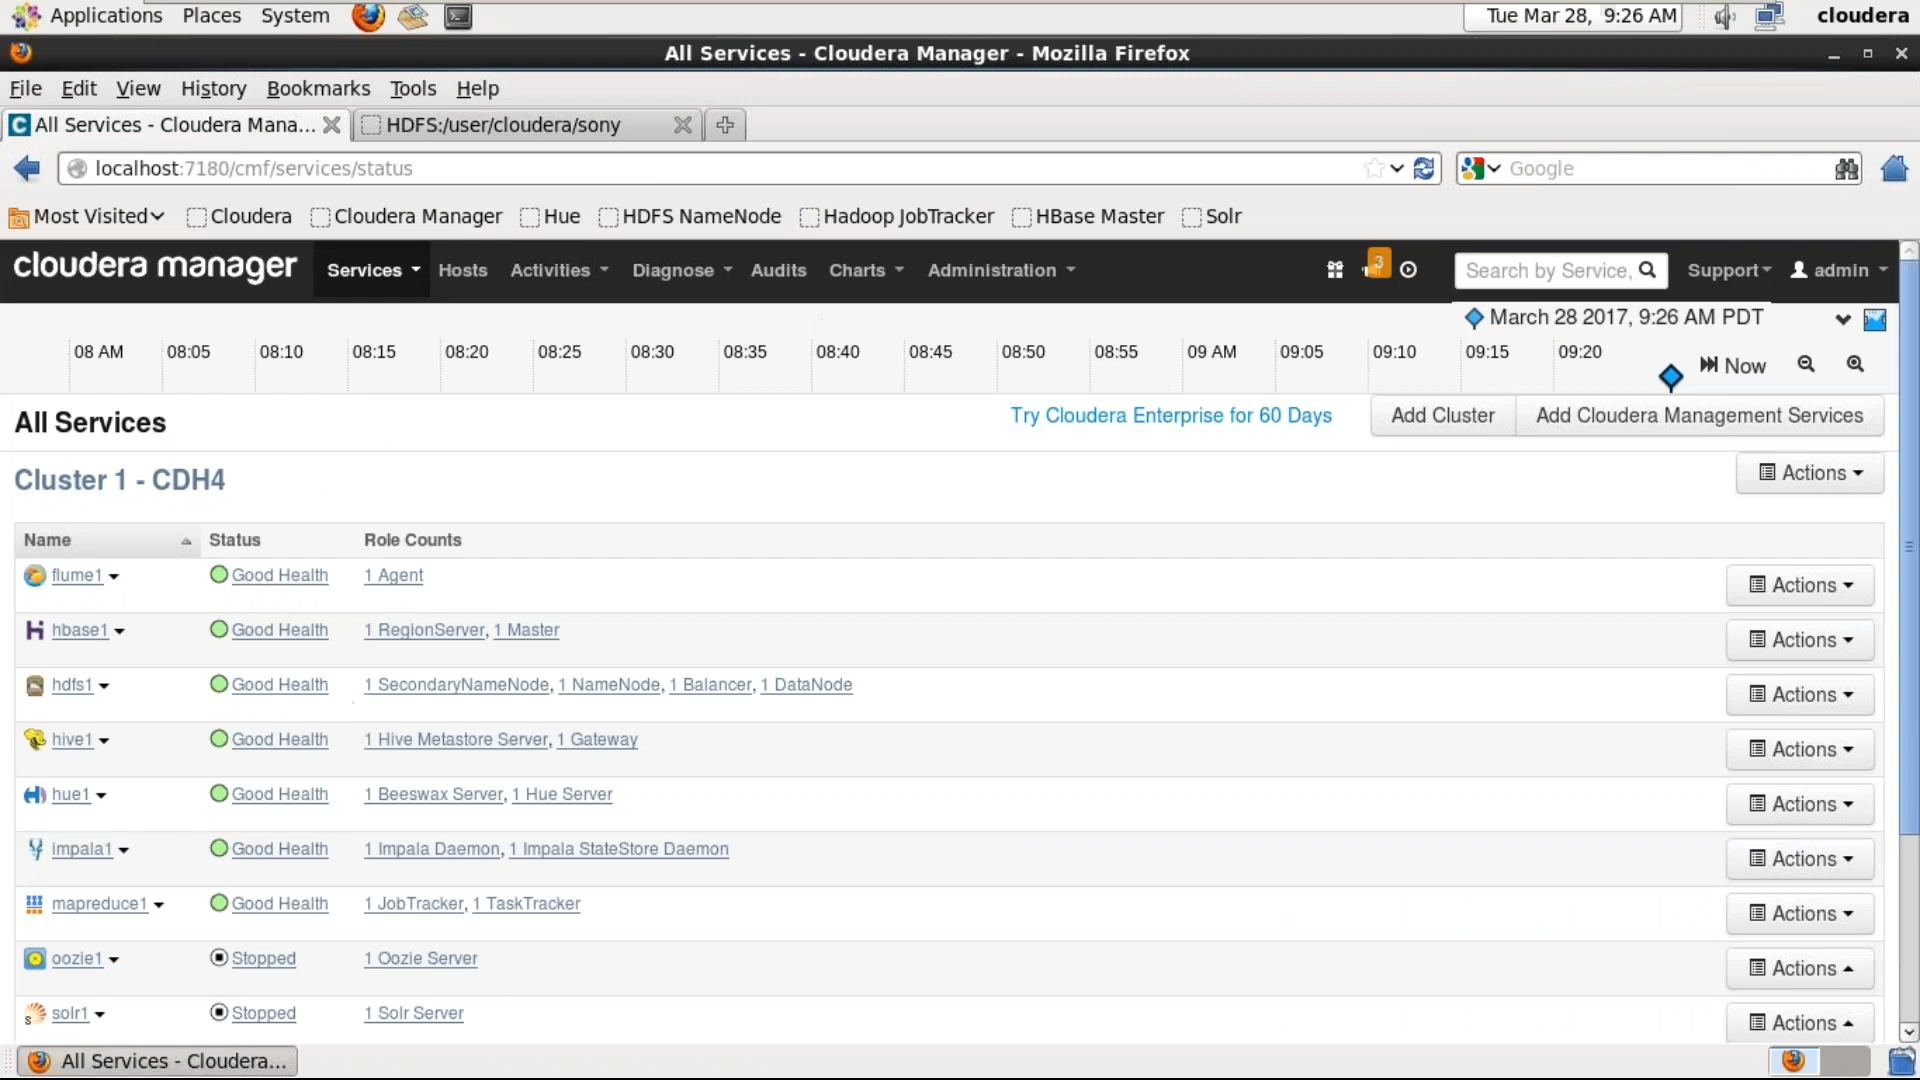 Applications Places System Tue Mar 28, 9:26 AM cloudera
All Services - Cloudera Manager - Mozilla Firefox
File Edit View History Bookmarks Tools Help
All Services - Cloudera Mana... HDFS:/user/cloudera/sony
localhost:7180/cmf/services/status Google
Most Visited Cloudera Cloudera Manager Hue HDFS NameNode Hadoop JobTracker HBase Master Solr
cloudera manager Services Hosts Activities Diagnose Audits Charts Administration 3 Search by Service, Support admin
March 28 2017, 9:26 AM PDT
08 AM 08:05 08:10 08:15 08:20 08:25 08:30 08:35 08:40 08:45 08:50 08:55 09 AM 09:05 09:10 09:15 09:20 Now
All Services Try Cloudera Enterprise for 60 Days Add Cluster Add Cloudera Management Services
Cluster 1 - CDH4 Actions
Name Status Role Counts
flume1 Good Health 1 Agent Actions
hbase1 Good Health 1 RegionServer, 1 Master Actions
hdfs1 Good Health 1 SecondaryNameNode, 1 NameNode, 1 Balancer, 1 DataNode Actions
hive1 Good Health 1 Hive Metastore Server, 1 Gateway Actions
hue1 Good Health 1 Beeswax Server, 1 Hue Server Actions
impala1 Good Health 1 Impala Daemon, 1 Impala StateStore Daemon Actions
mapreduce1 Good Health 1 JobTracker, 1 TaskTracker Actions
oozie1 Stopped 1 Oozie Server Actions
solr1 Stopped 1 Solr Server Actions
All Services - Cloudera...